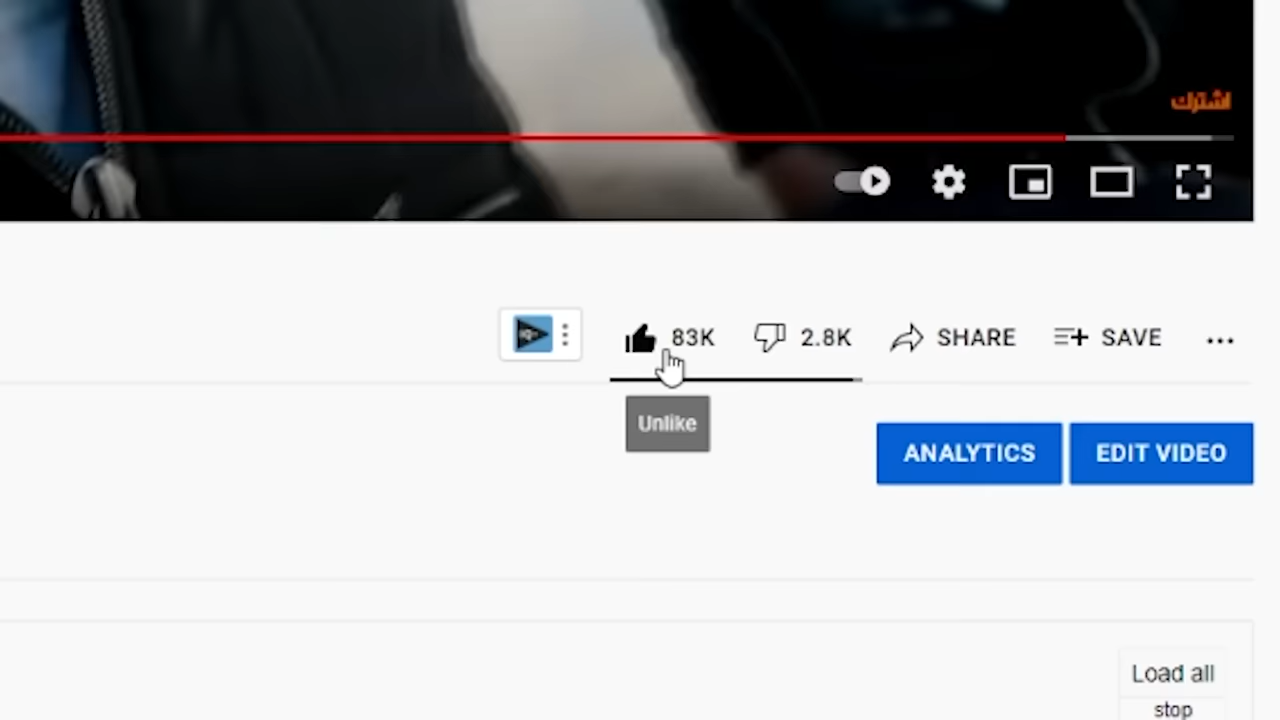 اشترك
83K
2.8K
SHARE
SAVE
Unlike
ANALYTICS
EDIT VIDEO
Load all
stop